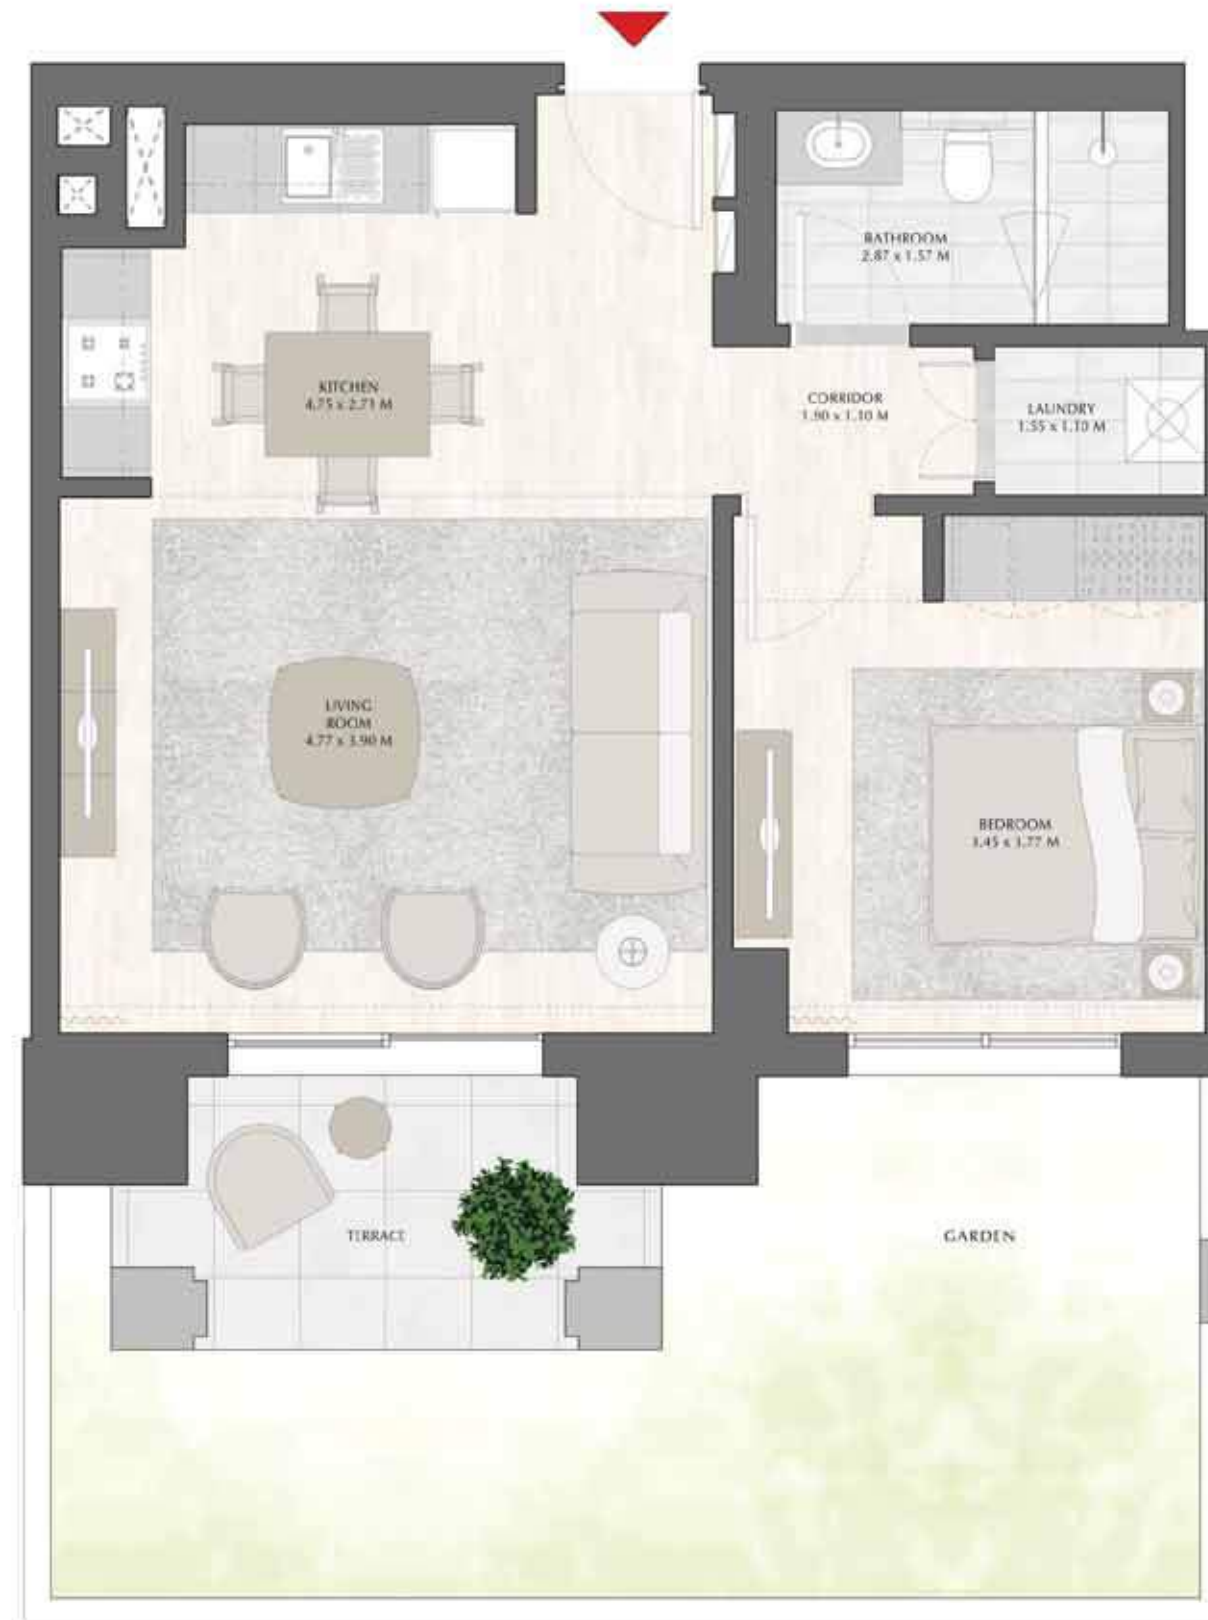 BATHROOM
2.87 x 1.57 M
KITCHEN
4.75 x 2.71 M
CORRIDOR
1.90 x 1.10 M
LAUNDRY
1.55 x 1.10 M
LIVING
ROOM
4.77 x 3.90 M
BEDROOM
3.45 x 3.77 M
TERRACE
GARDEN